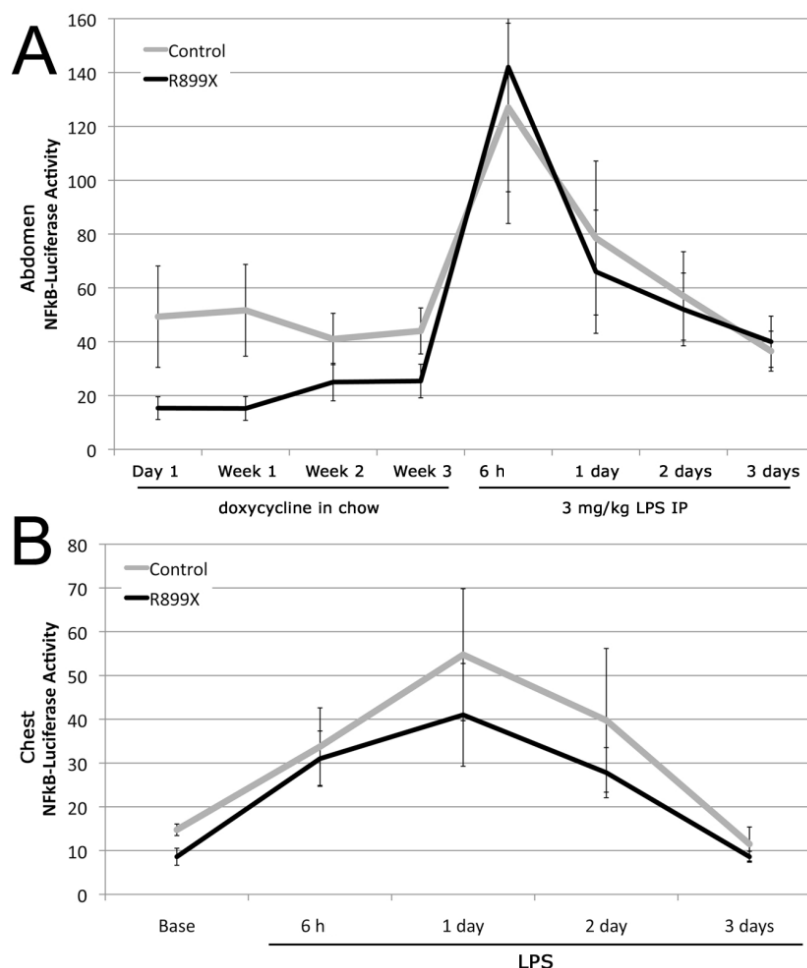 A
Abdomen
NFkB-Luciferase Activity
160
140
120
100
80
60
40
20
0
Control
R899X
Day 1 Week 1 Week 2 Week 3 6 h 1 day 2 days 3 days
doxycycline in chow 3 mg/kg LPS IP
B
Chest
NFkB-Luciferase Activity
80
70
60
50
40
30
20
10
0
Control
R899X
Base 6 h 1 day 2 day 3 days
LPS